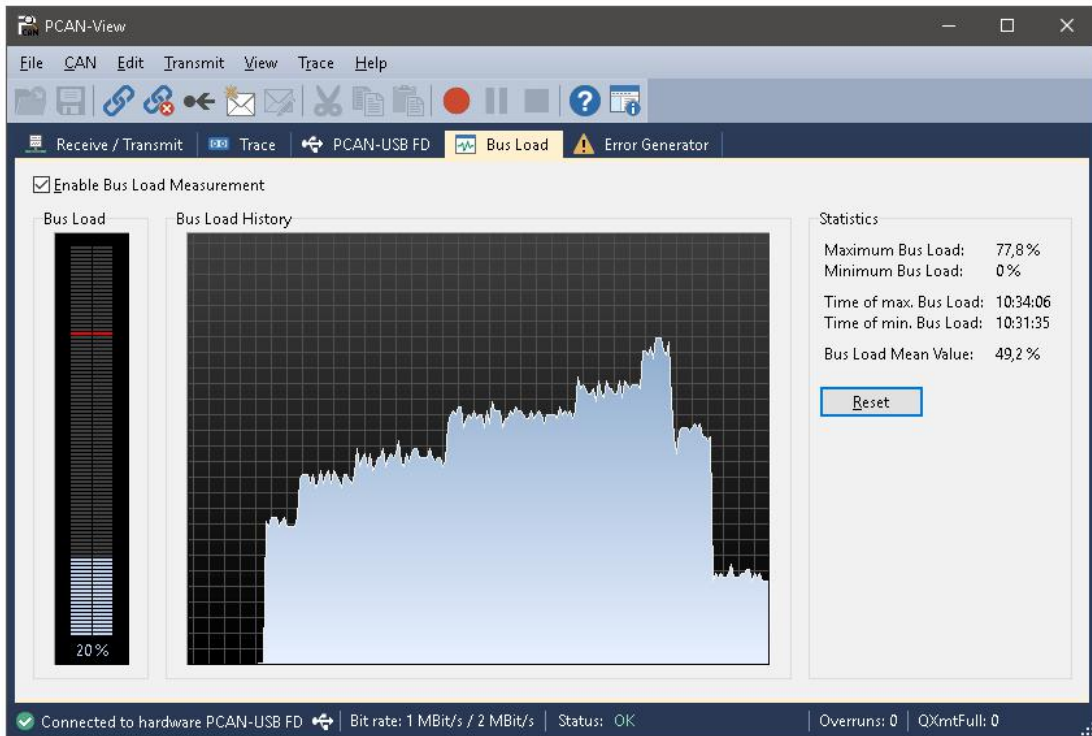 PCAN-View
File CAN Edit Transmit View Trace Help
Receive / Transmit Trace PCAN-USB FD Bus Load Error Generator
Enable Bus Load Measurement
Bus Load
20%
Bus Load History
Statistics
Maximum Bus Load: 77,8%
Minimum Bus Load: 0%
Time of max. Bus Load: 10:34:06
Time of min. Bus Load: 10:31:35
Bus Load Mean Value: 49,2%
Reset
Connected to hardware PCAN-USB FD Bit rate: 1 MBit/s / 2 MBit/s Status: OK Overruns: 0 QXmtFull: 0